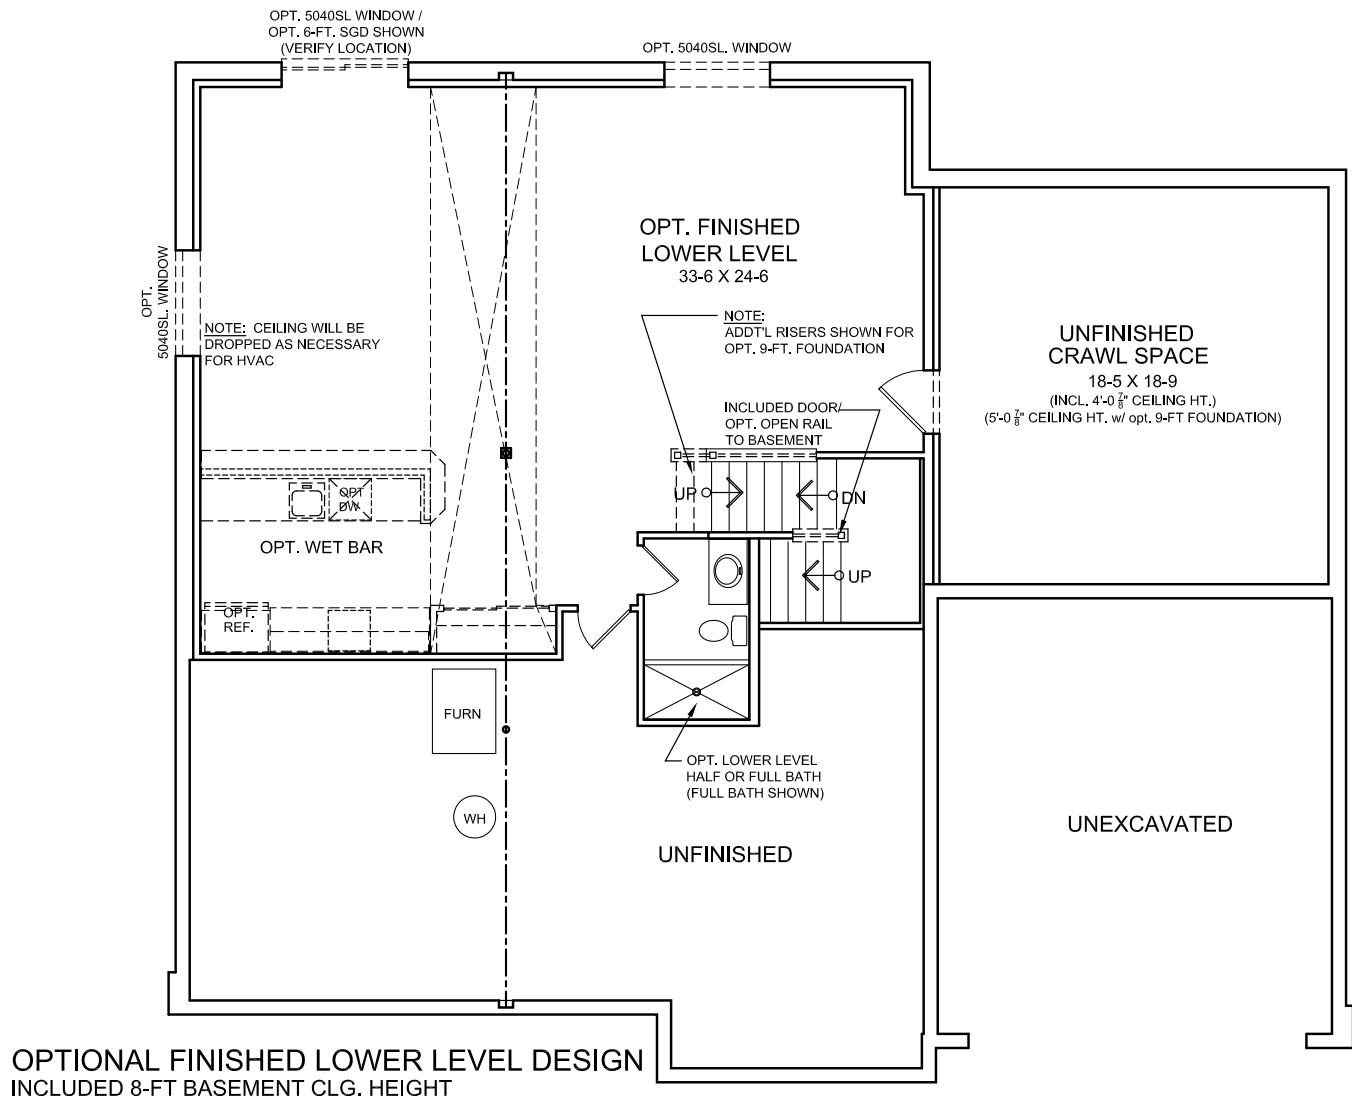 OPT. 5040SL WINDOW /
OPT. 6-FT. SGD SHOWN
(VERIFY LOCATION)
OPT. 5040SL. WINDOW
OPT.
5040SL. WINDOW
NOTE: CEILING WILL BE
DROPPED AS NECESSARY
FOR HVAC
OPT. FINISHED
LOWER LEVEL
33-6 X 24-6
NOTE:
ADDT'L RISERS SHOWN FOR
OPT. 9-FT. FOUNDATION
UNFINISHED
CRAWL SPACE
18-5 X 18-9
(INCL. 4'-0 7/8" CEILING HT.)
(5'-0 7/8" CEILING HT. w/ opt. 9-FT FOUNDATION)
INCLUDED DOOR/
OPT. OPEN RAIL
TO BASEMENT
UP
DN
UP
OPT
DW
OPT. WET BAR
OPT.
REF.
FURN
WH
OPT. LOWER LEVEL
HALF OR FULL BATH
(FULL BATH SHOWN)
UNFINISHED
UNEXCAVATED
OPTIONAL FINISHED LOWER LEVEL DESIGN
INCLUDED 8-FT BASEMENT CLG. HEIGHT